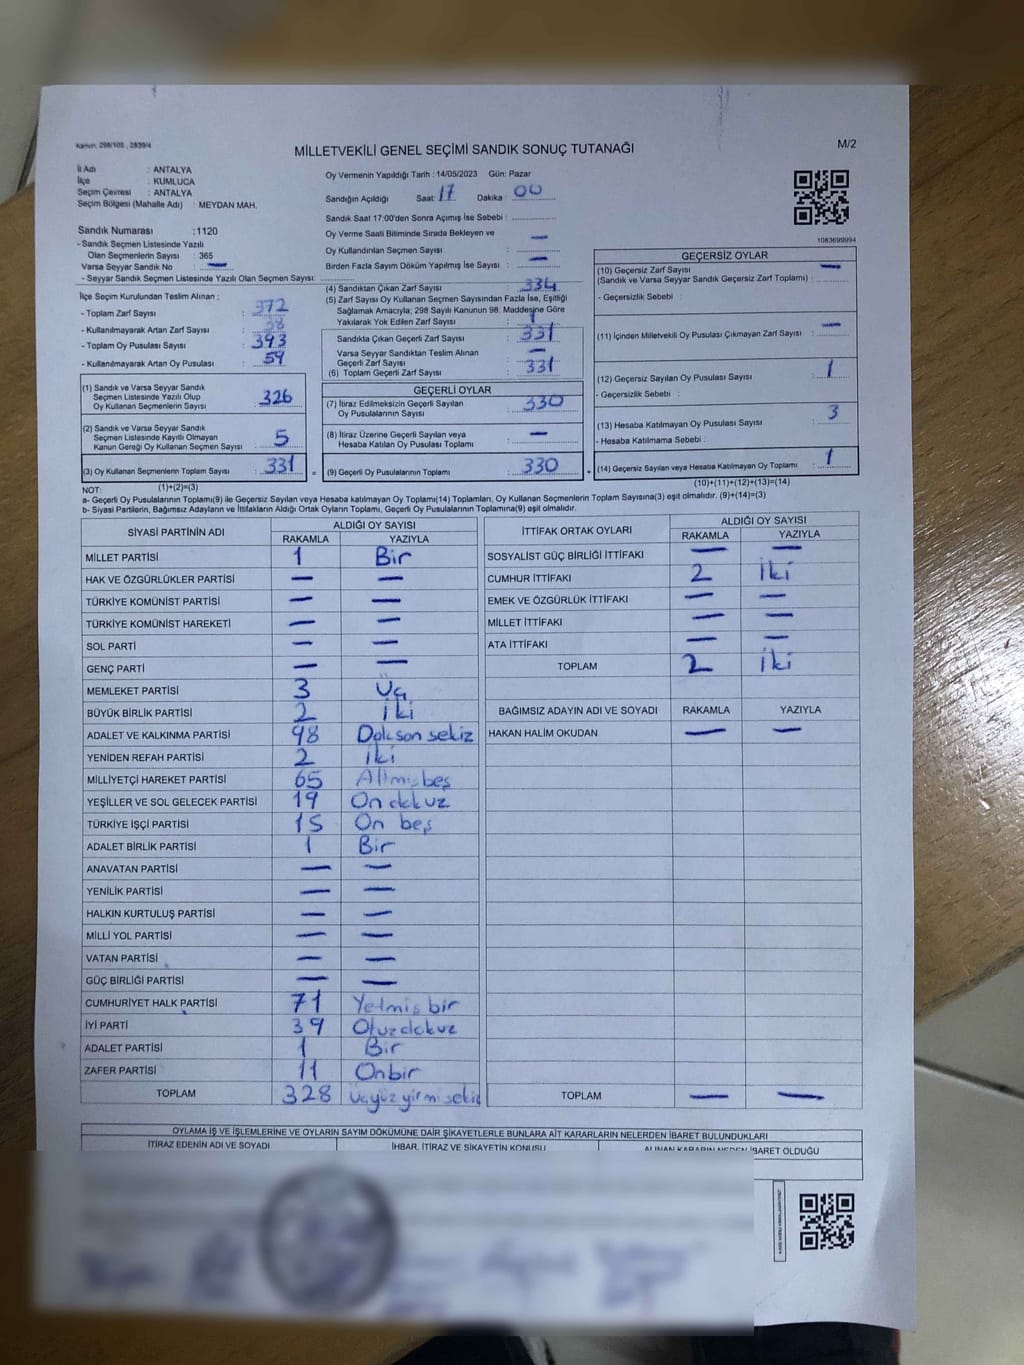 Kanun: 298/105 , 2839/4
MİLLETVEKİLİ GENEL SEÇİMİ SANDIK SONUÇ TUTANAĞI
M/2
İl Adı : ANTALYA
İlçe : KUMLUCA
Seçim Çevresi : ANTALYA
Seçim Bölgesi (Mahalle Adı) : MEYDAN MAH.
Sandık Numarası :1120
- Sandık Seçmen Listesinde Yazılı
Olan Seçmenlerin Sayısı : 365
Varsa Seyyar Sandık No : —
- Seyyar Sandık Seçmen Listesinde Yazılı Olan Seçmen Sayısı:
İlçe Seçim Kurulundan Teslim Alınan ;
- Toplam Zarf Sayısı : 372
- Kullanılmayarak Artan Zarf Sayısı :
- Toplam Oy Pusulası Sayısı : 393
- Kullanılmayarak Artan Oy Pusulası : 59
(1) Sandık ve Varsa Seyyar Sandık
Seçmen Listesinde Yazılı Olup
Oy Kullanan Seçmenlerin Sayısı : 326
(2) Sandık ve Varsa Seyyar Sandık
Seçmen Listesinde Kayıtlı Olmayan
Kanun Gereği Oy Kullanan Seçmen Sayısı : 5
(3) Oy Kullanan Seçmenlerin Toplam Sayısı : 331 =
Oy Vermenin Yapıldığı Tarih : 14/05/2023 Gün: Pazar
Sandığın Açıldığı Saat: 17 Dakika : 00
Sandık Saat 17:00'den Sonra Açımış İse Sebebi :
Oy Verme Saati Bitiminde Sırada Bekleyen ve
Oy Kullandırılan Seçmen Sayısı : —
Birden Fazla Sayım Döküm Yapılmış İse Sayısı : —
(4) Sandıktan Çıkan Zarf Sayısı : 334
(5) Zarf Sayısı Oy Kullanan Seçmen Sayısından Fazla İse, Eşitliği
Sağlamak Amacıyla; 298 Sayılı Kanunun 98. Maddesine Göre
Yakılarak Yok Edilen Zarf Sayısı :
Sandıkta Çıkan Geçerli Zarf Sayısı : 331
Varsa Seyyar Sandıktan Teslim Alınan
Geçerli Zarf Sayısı : —
(6) Toplam Geçerli Zarf Sayısı : 331
GEÇERLİ OYLAR
(7) İtiraz Edilmeksizin Geçerli Sayılan
Oy Pusulalarının Sayısı : 330
(8) İtiraz Üzerine Geçerli Sayılan veya
Hesaba Katılan Oy Pusulası Toplamı : —
(9) Geçerli Oy Pusulalarının Toplamı : 330 +
1083699994
GEÇERSİZ OYLAR
(10) Geçersiz Zarf Sayısı
(Sandık ve Varsa Seyyar Sandık Geçersiz Zarf Toplamı) : —
- Geçersizlik Sebebi :
(11) İçinden Milletvekili Oy Pusulası Çıkmayan Zarf Sayısı : —
(12) Geçersiz Sayılan Oy Pusulası Sayısı : 1
- Geçersizlik Sebebi :
(13) Hesaba Katılmayan Oy Pusulası Sayısı : 3
- Hesaba Katılmama Sebebi :
(14) Geçersiz Sayılan veya Hesaba Katılmayan Oy Toplamı : 1
NOT: (1)+(2)=(3)
(10)+(11)+(12)+(13)=(14)
a- Geçerli Oy Pusulalarının Toplamı(9) ile Geçersiz Sayılan veya Hesaba katılmayan Oy Toplamı(14) Toplamları, Oy Kullanan Seçmenlerin Toplam Sayısına(3) eşit olmalıdır. (9)+(14)=(3)
b- Siyasi Partilerin, Bağımsız Adayların ve İttifakların Aldığı Ortak Oyların Toplamı, Geçerli Oy Pusulalarının Toplamına(9) eşit olmalıdır.
SİYASİ PARTİNİN ADI ALDIĞI OY SAYISI
RAKAMLA YAZIYLA
MİLLET PARTİSİ 1 Bir
HAK VE ÖZGÜRLÜKLER PARTİSİ — —
TÜRKİYE KOMÜNİST PARTİSİ — —
TÜRKİYE KOMÜNİST HAREKETİ — —
SOL PARTİ — —
GENÇ PARTİ — —
MEMLEKET PARTİSİ 3 Üç
BÜYÜK BİRLİK PARTİSİ 2 İki
ADALET VE KALKINMA PARTİSİ 98 Doksan sekiz
YENİDEN REFAH PARTİSİ 2 İki
MİLLİYETÇİ HAREKET PARTİSİ 65 Altmış beş
YEŞİLLER VE SOL GELECEK PARTİSİ 19 On dokuz
TÜRKİYE İŞÇİ PARTİSİ 15 On beş
ADALET BİRLİK PARTİSİ 1 Bir
ANAVATAN PARTİSİ — —
YENİLİK PARTİSİ — —
HALKIN KURTULUŞ PARTİSİ — —
MİLLİ YOL PARTİSİ — —
VATAN PARTİSİ — —
GÜÇ BİRLİĞİ PARTİSİ — —
CUMHURİYET HALK PARTİSİ 71 Yetmiş bir
İYİ PARTİ 39 Otuz dokuz
ADALET PARTİSİ 1 Bir
ZAFER PARTİSİ 11 Onbir
TOPLAM 328 Üçyüz yirmi sekiz
İTTİFAK ORTAK OYLARI ALDIĞI OY SAYISI
RAKAMLA YAZIYLA
SOSYALİST GÜÇ BİRLİĞİ İTTİFAKI — —
CUMHUR İTTİFAKI 2 İki
EMEK VE ÖZGÜRLÜK İTTİFAKI — —
MİLLET İTTİFAKI — —
ATA İTTİFAKI — —
TOPLAM 2 İki
BAĞIMSIZ ADAYIN ADI VE SOYADI RAKAMLA YAZIYLA
HAKAN HALİM OKUDAN — —
TOPLAM — —
OYLAMA İŞ VE İŞLEMLERİNE VE OYLARIN SAYIM DÖKÜMÜNE DAİR ŞİKAYETLERLE BUNLARA AİT KARARLARIN NELERDEN İBARET BULUNDUKLARI
İTİRAZ EDENİN ADI VE SOYADI İHBAR, İTİRAZ VE ŞİKAYETİN KONUSU ALINAN KARARIN NEDEN İBARET OLDUĞU